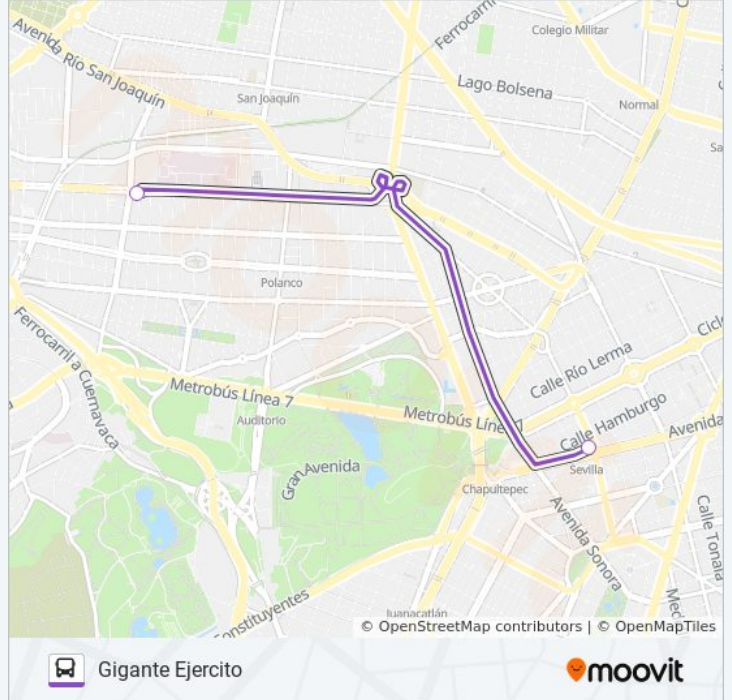 Avenida Río San Joaquín
Ferrocarril
Colegio Militar
Lago Bolsena
San Joaquín
Normal
Polanco
Ferrocarril a Cuernavaca
Calle Río Lerma
Metrobús Línea 7
Metrobús Línea 7
Calle Hamburgo
Avenida
Auditorio
Gran Avenida
Sevilla
Chapultepec
Avenida Sonora
Calle Tonalá
Juanacatlán
© OpenStreetMap contributors | © OpenMapTiles
Gigante Ejercito
moovit